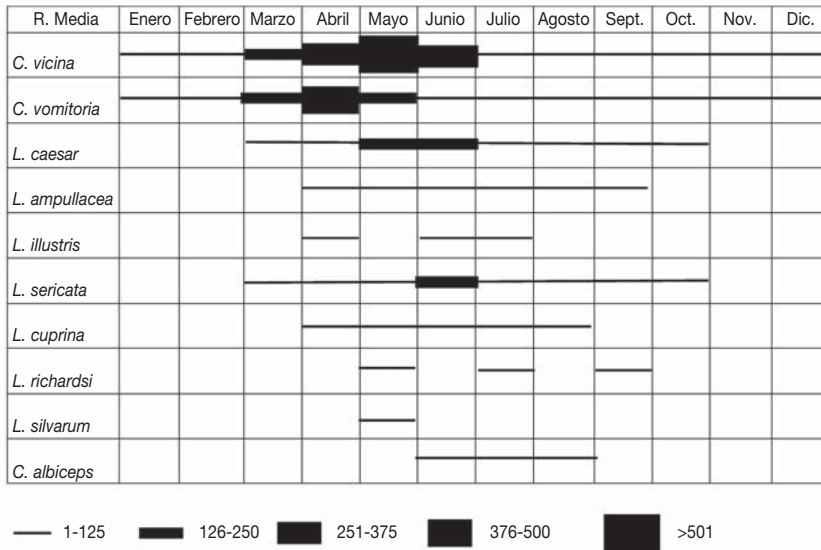 R. Media Enero Febrero Marzo Abril Mayo Junio Julio Agosto Sept. Oct. Nov. Dic.
C. vicina
C. vomitoria
L. caesar
L. ampullacea
L. illustris
L. sericata
L. cuprina
L. richardsi
L. silvarum
C. albiceps
1-125 126-250 251-375 376-500 >501